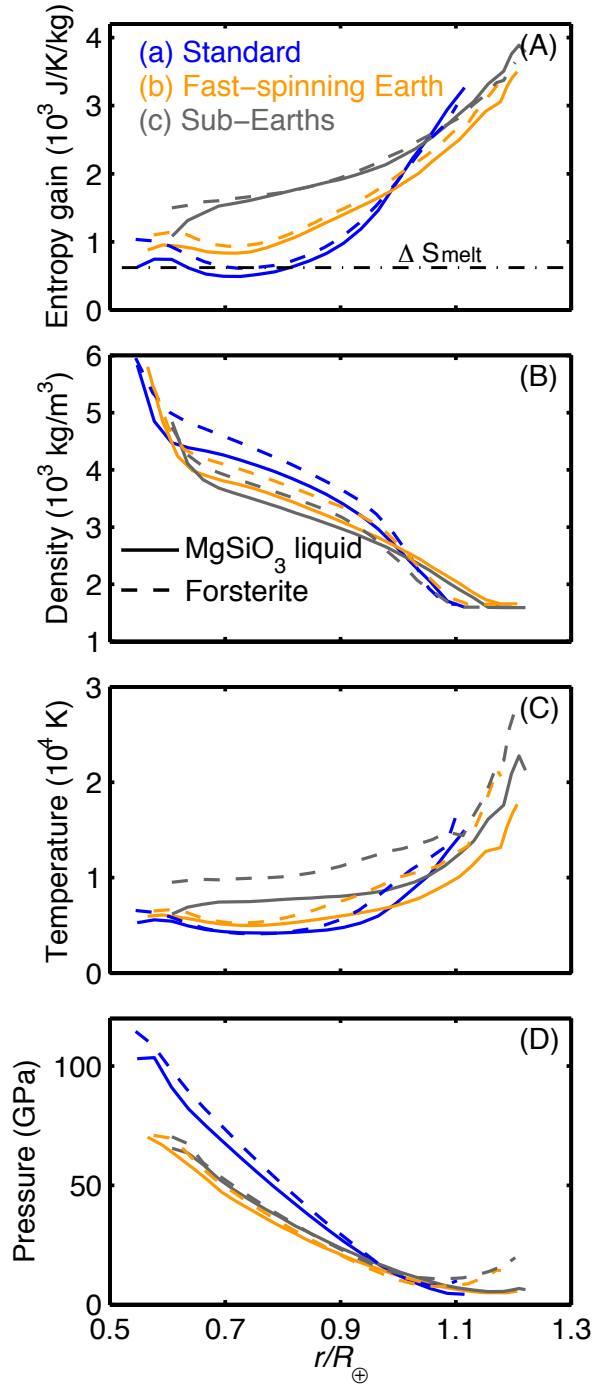 (A)
(a) Standard
(b) Fast-spinning Earth
(c) Sub-Earths
Δ Smelt
Entropy gain (10³ J/K/kg)
4
3
2
1
0
(B)
MgSiO₃ liquid
Forsterite
Density (10³ kg/m³)
6
5
4
3
2
1
(C)
Temperature (10⁴ K)
3
2
1
0
(D)
Pressure (GPa)
100
50
0
0.5 0.7 0.9 1.1 1.3
r/R⊕